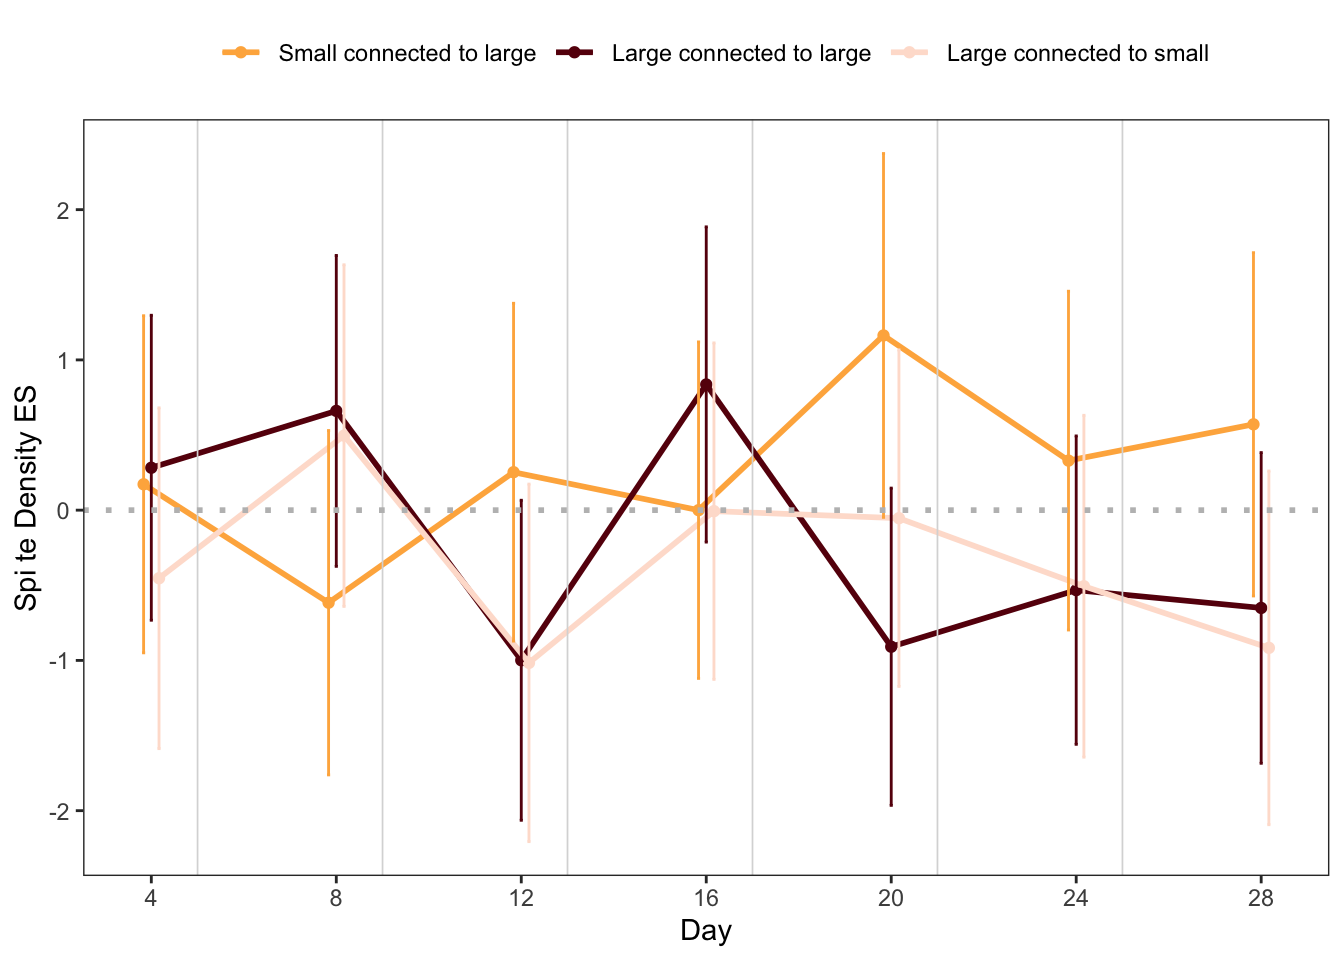 Small connected to large Large connected to large Large connected to small
Spi te Density ES
2
1
0
-1
-2
4 8 12 16 20 24 28
Day